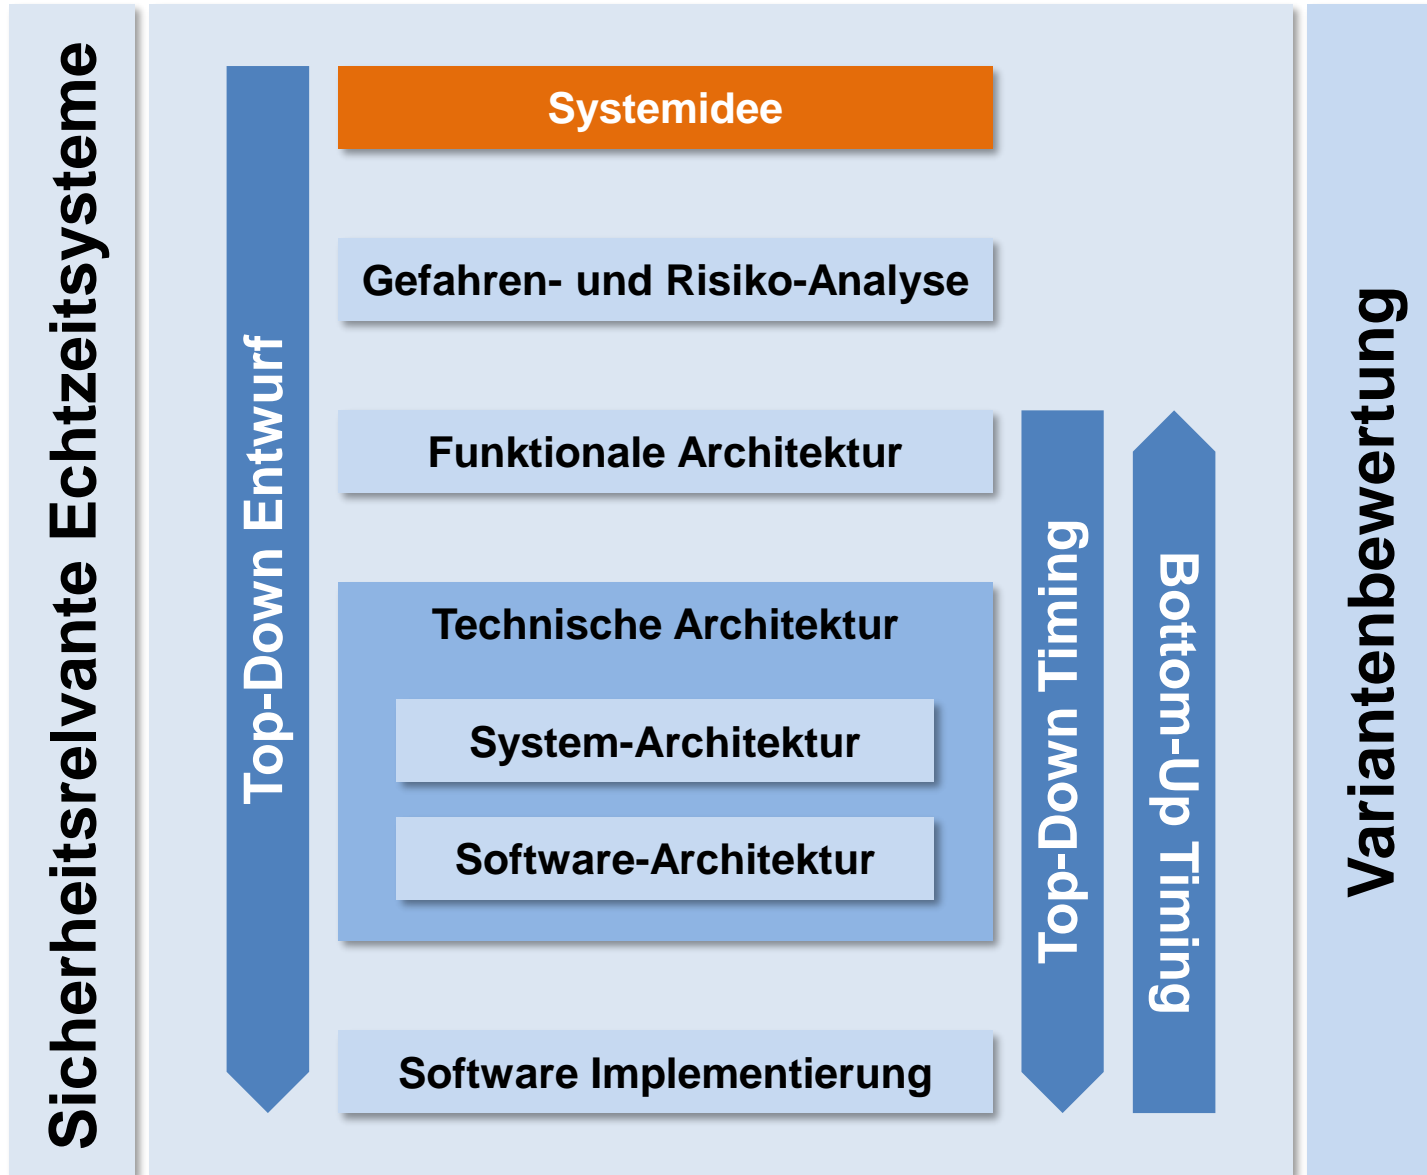 Sicherheitsrelvante Echtzeitsysteme
Top-Down Entwurf
Systemidee
Gefahren- und Risiko-Analyse
Funktionale Architektur
Technische Architektur
System-Architektur
Software-Architektur
Software Implementierung
Top-Down Timing
Bottom-Up Timing
Variantenbewertung